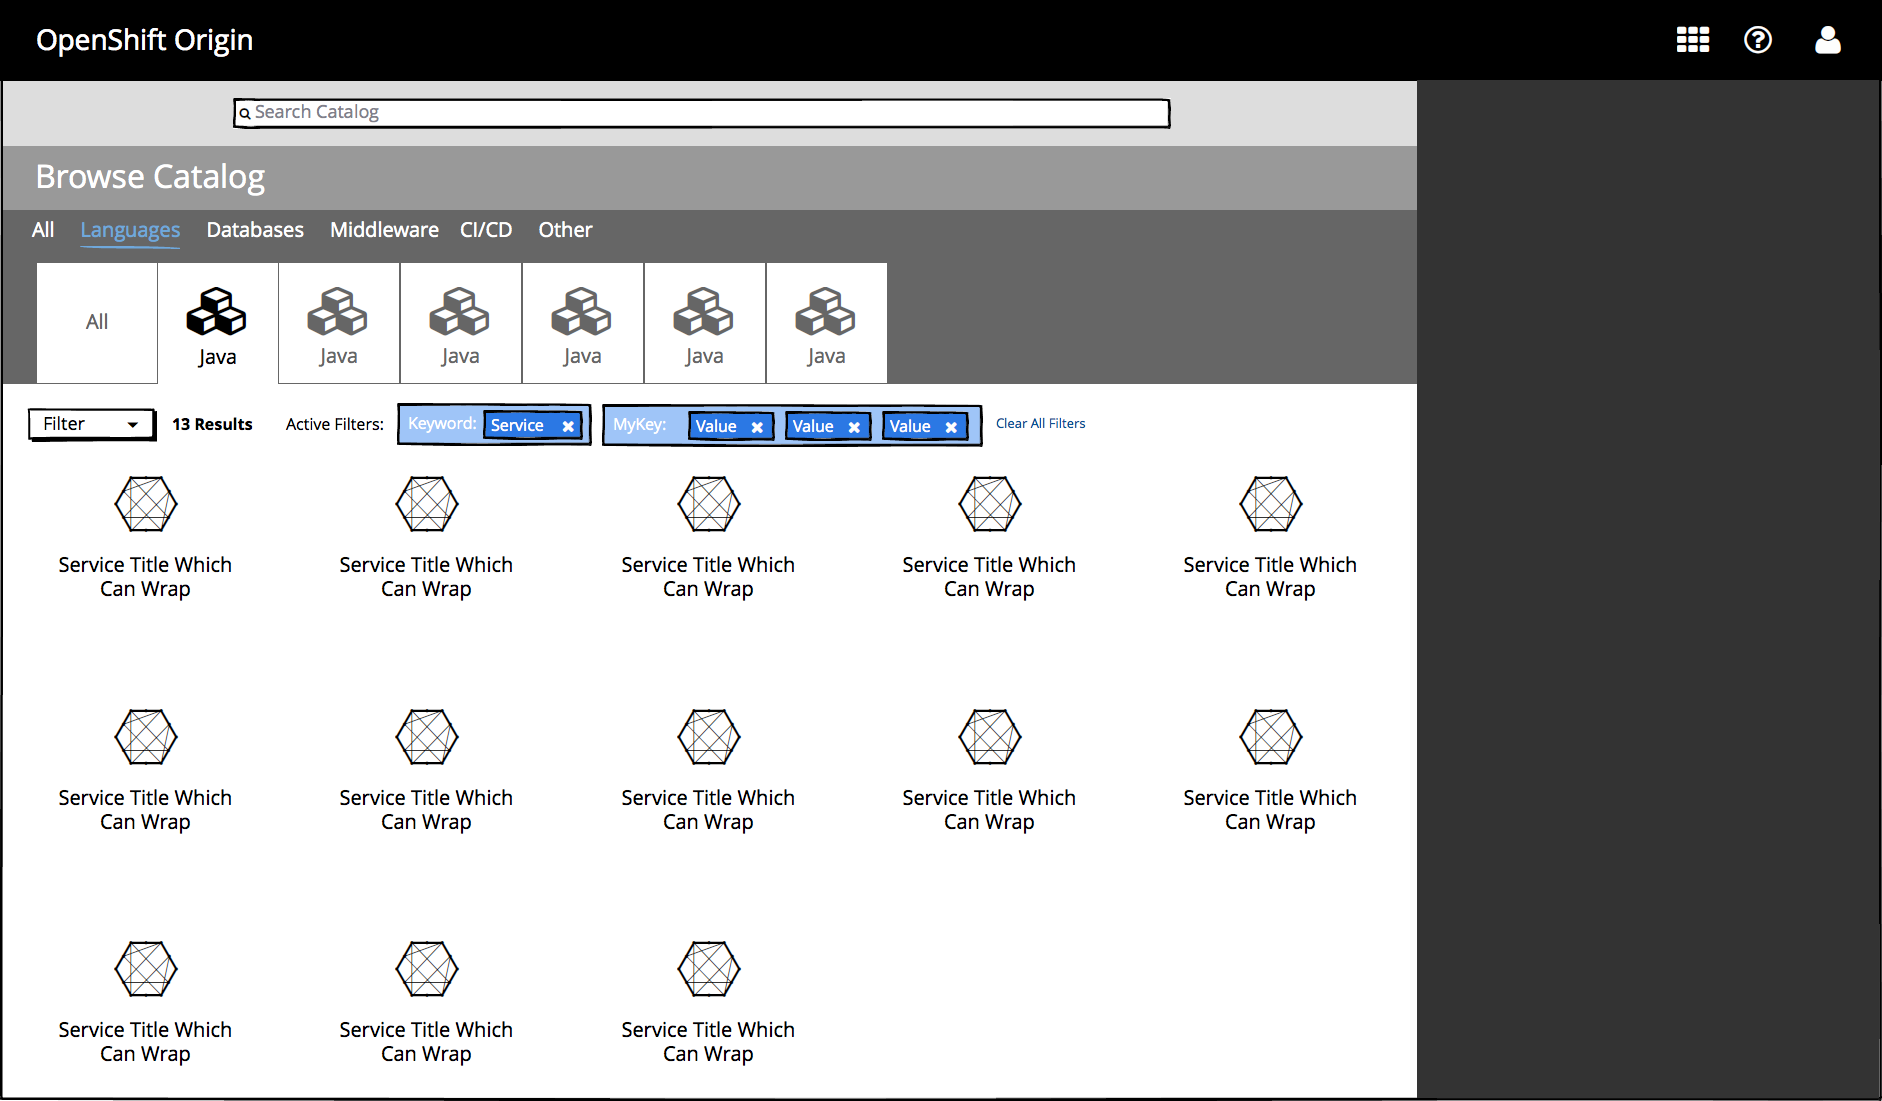 OpenShift Origin
Search Catalog
Browse Catalog
All Languages Databases Middleware CI/CD Other
All Java Java Java Java Java Java
Filter 13 Results Active Filters: Keyword: Service MyKey: Value Value Value Clear All Filters
Service Title Which Service Title Which Service Title Which Service Title Which Service Title Which
Can Wrap Can Wrap Can Wrap Can Wrap Can Wrap
Service Title Which Service Title Which Service Title Which Service Title Which Service Title Which
Can Wrap Can Wrap Can Wrap Can Wrap Can Wrap
Service Title Which Service Title Which Service Title Which
Can Wrap Can Wrap Can Wrap